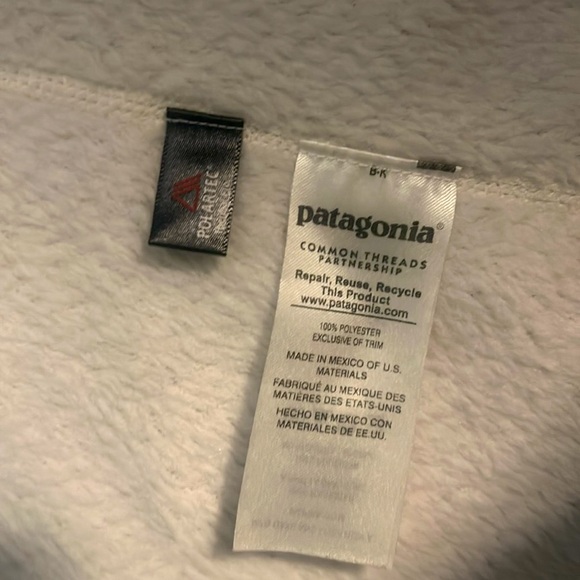 POLARTEC®
B-K
patagonia®
COMMON THREADS
PARTNERSHIP
Repair, Reuse, Recycle
This Product
www.patagonia.com
100% POLYESTER
EXCLUSIVE OF TRIM
MADE IN MEXICO OF U.S.
MATERIALS
FABRIQUÉ AU MEXIQUE DES
MATIÈRES DES ETATS-UNIS
HECHO EN MEXICO CON
MATERIALES DE EE.UU.